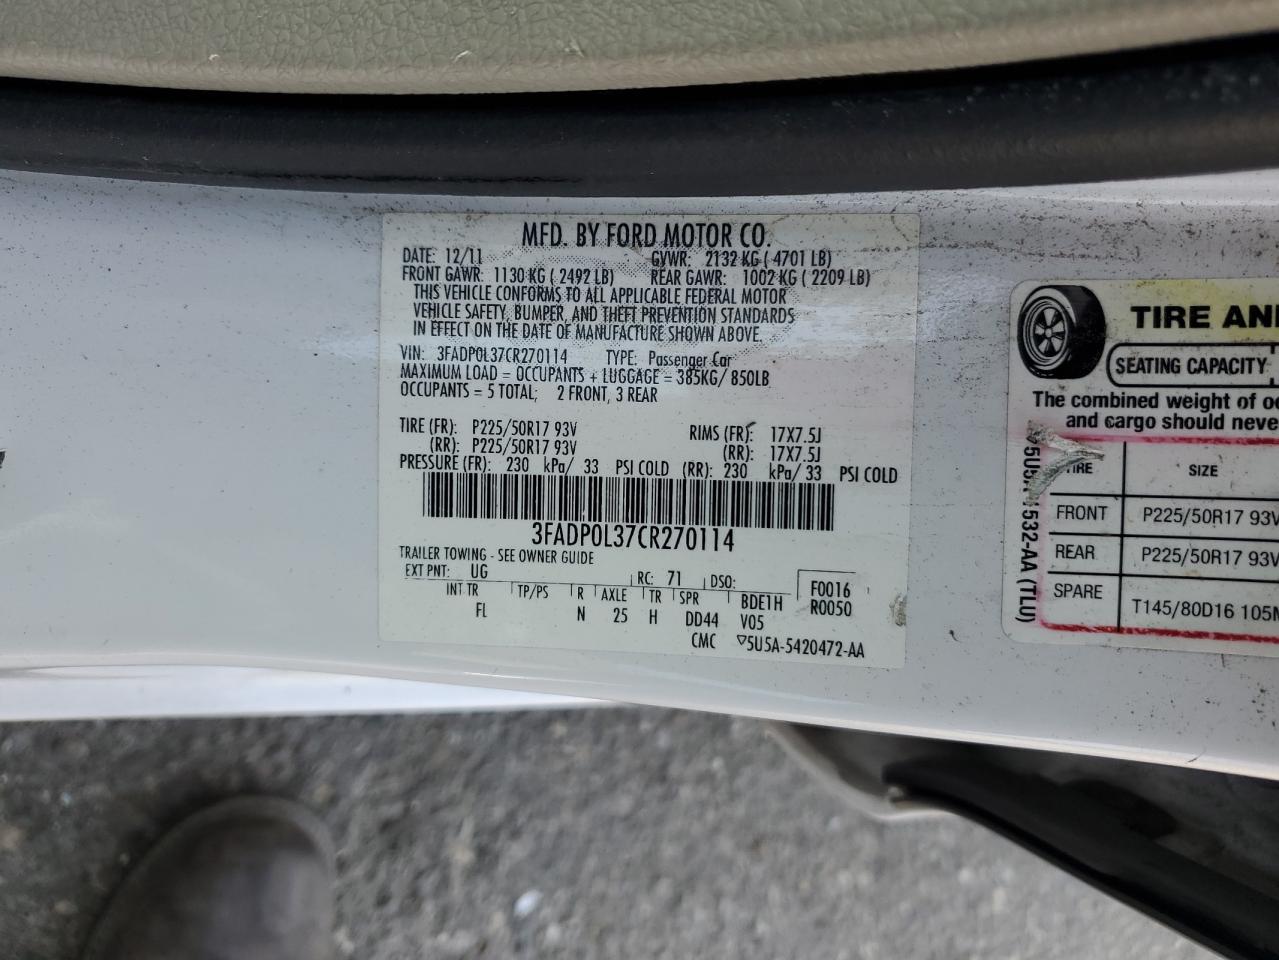 MFD. BY FORD MOTOR CO.
DATE: 12/11 GVWR: 2132 KG ( 4701 LB)
FRONT GAWR: 1130 KG ( 2492 LB) REAR GAWR: 1002 KG ( 2209 LB)
THIS VEHICLE CONFORMS TO ALL APPLICABLE FEDERAL MOTOR
VEHICLE SAFETY, BUMPER, AND THEFT PREVENTION STANDARDS
IN EFFECT ON THE DATE OF MANUFACTURE SHOWN ABOVE.
VIN: 3FADP0L37CR270114 TYPE: Passenger Car
MAXIMUM LOAD = OCCUPANTS + LUGGAGE = 385KG/ 850LB
OCCUPANTS = 5 TOTAL; 2 FRONT, 3 REAR
TIRE (FR): P225/50R17 93V RIMS (FR): 17X7.5J
(RR): P225/50R17 93V (RR): 17X7.5J
PRESSURE (FR): 230 kPa/ 33 PSI COLD (RR): 230 kPa/ 33 PSI COLD
3FADP0L37CR270114
TRAILER TOWING - SEE OWNER GUIDE
EXT PNT: UG RC: 71 DSO: F0016
INT TR TP/PS R AXLE TR SPR BDE1H R0050
FL N 25 H DD44 V05
CMC ▽5U5A-5420472-AA
TIRE AN
SEATING CAPACITY
The combined weight of oc
and cargo should neve
TIRE SIZE
FRONT P225/50R17 93V
REAR P225/50R17 93V
SPARE T145/80D16 105M
532-AA (TLU)